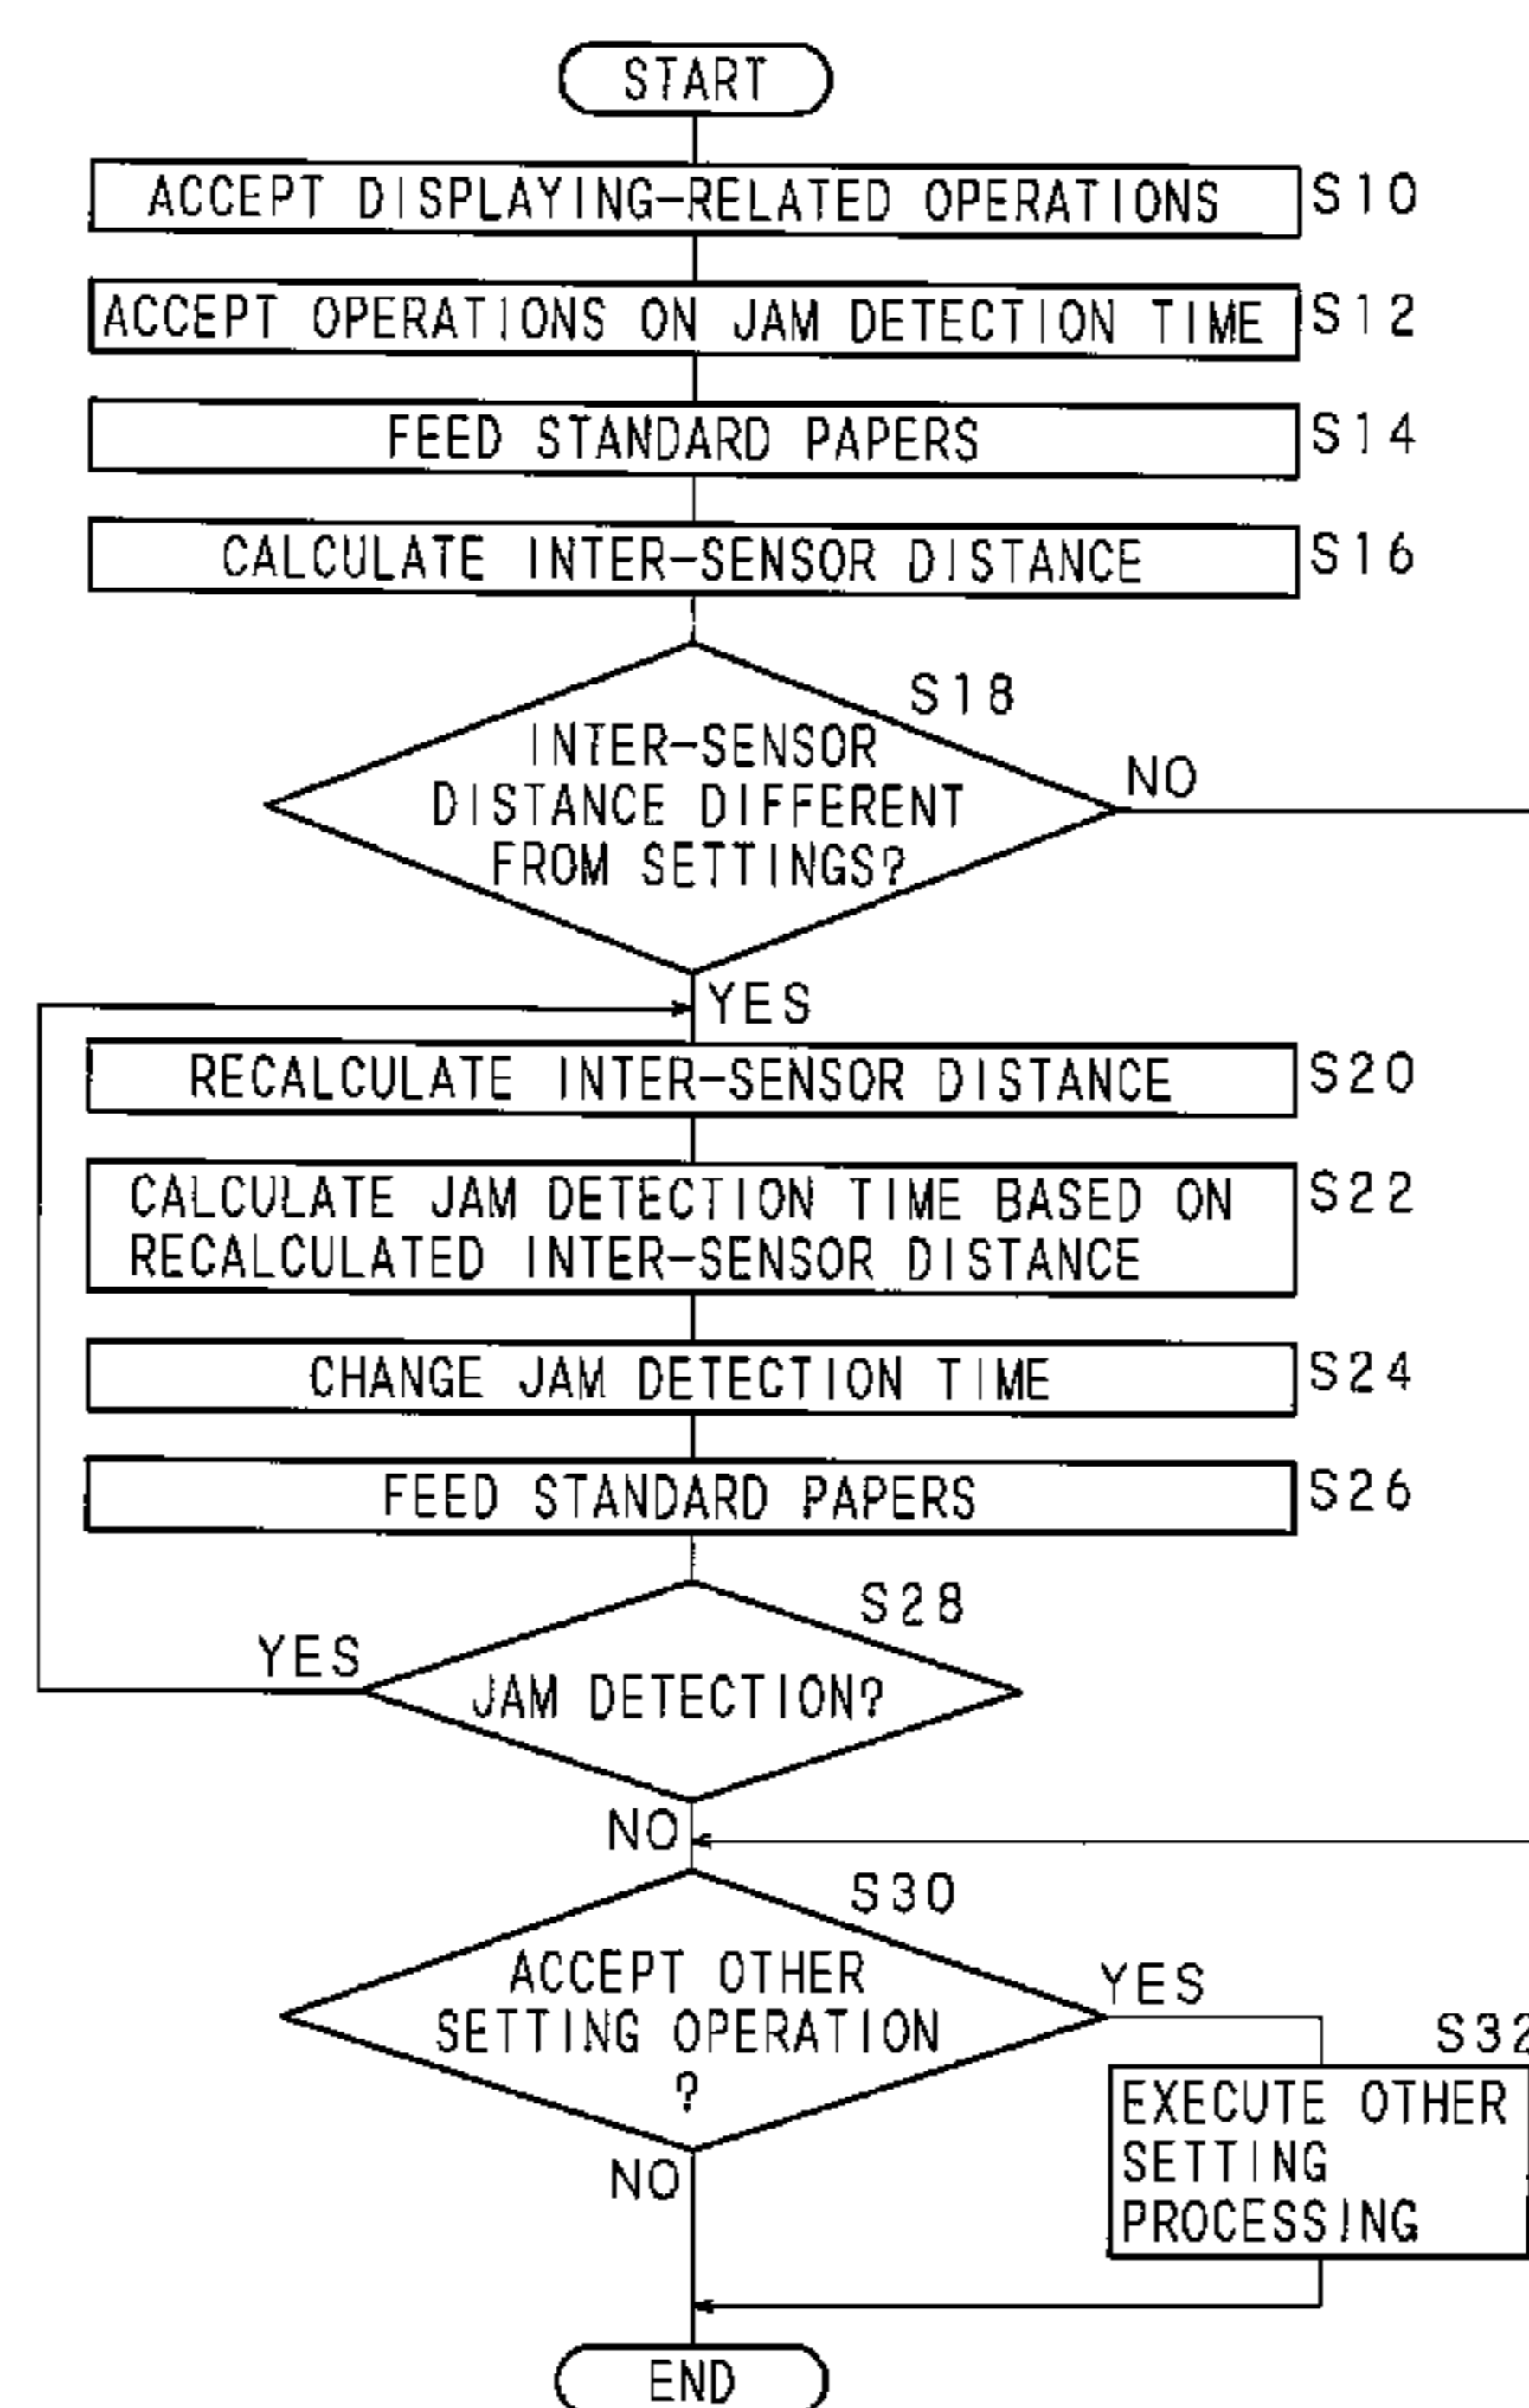 START
ACCEPT DISPLAYING-RELATED OPERATIONS
S10
ACCEPT OPERATIONS ON JAM DETECTION TIME
S12
FEED STANDARD PAPERS
S14
CALCULATE INTER-SENSOR DISTANCE
S16
S18
INTER-SENSOR
DISTANCE DIFFERENT
FROM SETTINGS?
NO
YES
RECALCULATE INTER-SENSOR DISTANCE
S20
CALCULATE JAM DETECTION TIME BASED ON
RECALCULATED INTER-SENSOR DISTANCE
S22
CHANGE JAM DETECTION TIME
S24
FEED STANDARD PAPERS
S26
S28
YES
JAM DETECTION?
NO
S30
ACCEPT OTHER
SETTING OPERATION
?
YES
S32
EXECUTE OTHER
SETTING
PROCESSING
NO
END